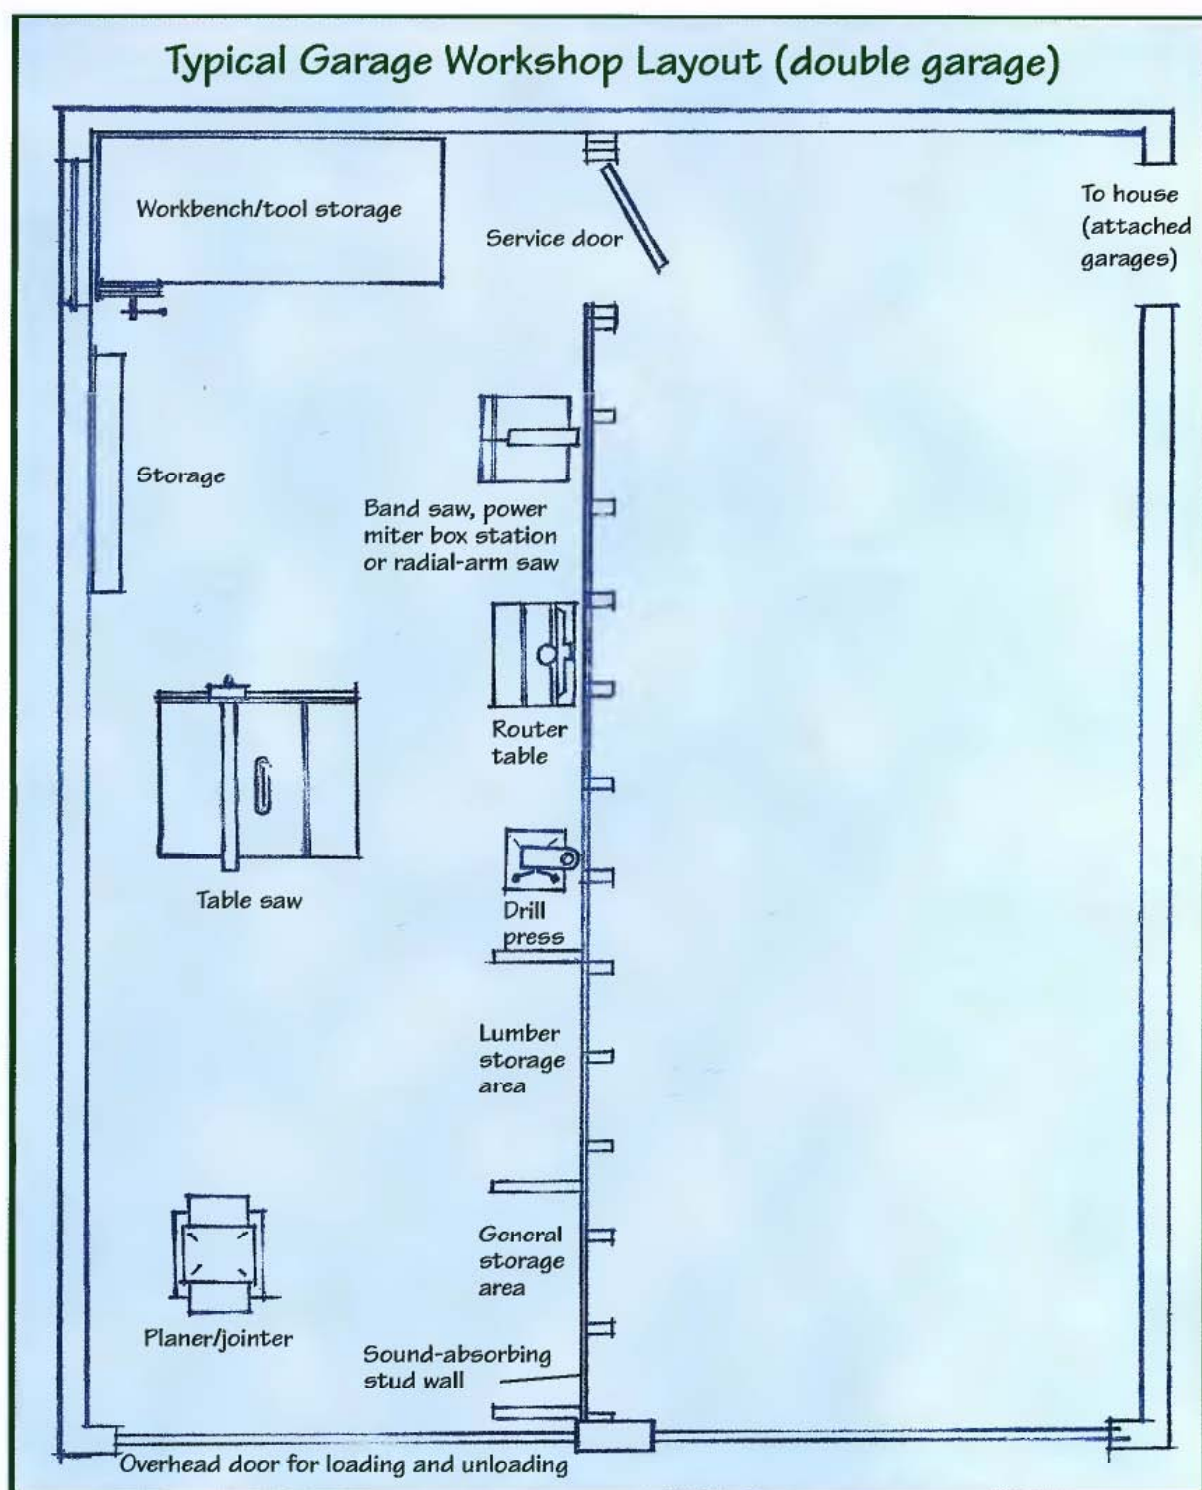 Typical Garage Workshop Layout (double garage)
Workbench/tool storage
Service door
To house
(attached
garages)
Storage
Band saw, power
miter box station
or radial-arm saw
Router
table
Table saw
Drill
press
Lumber
storage
area
General
storage
area
Planer/jointer
Sound-absorbing
stud wall
Overhead door for loading and unloading